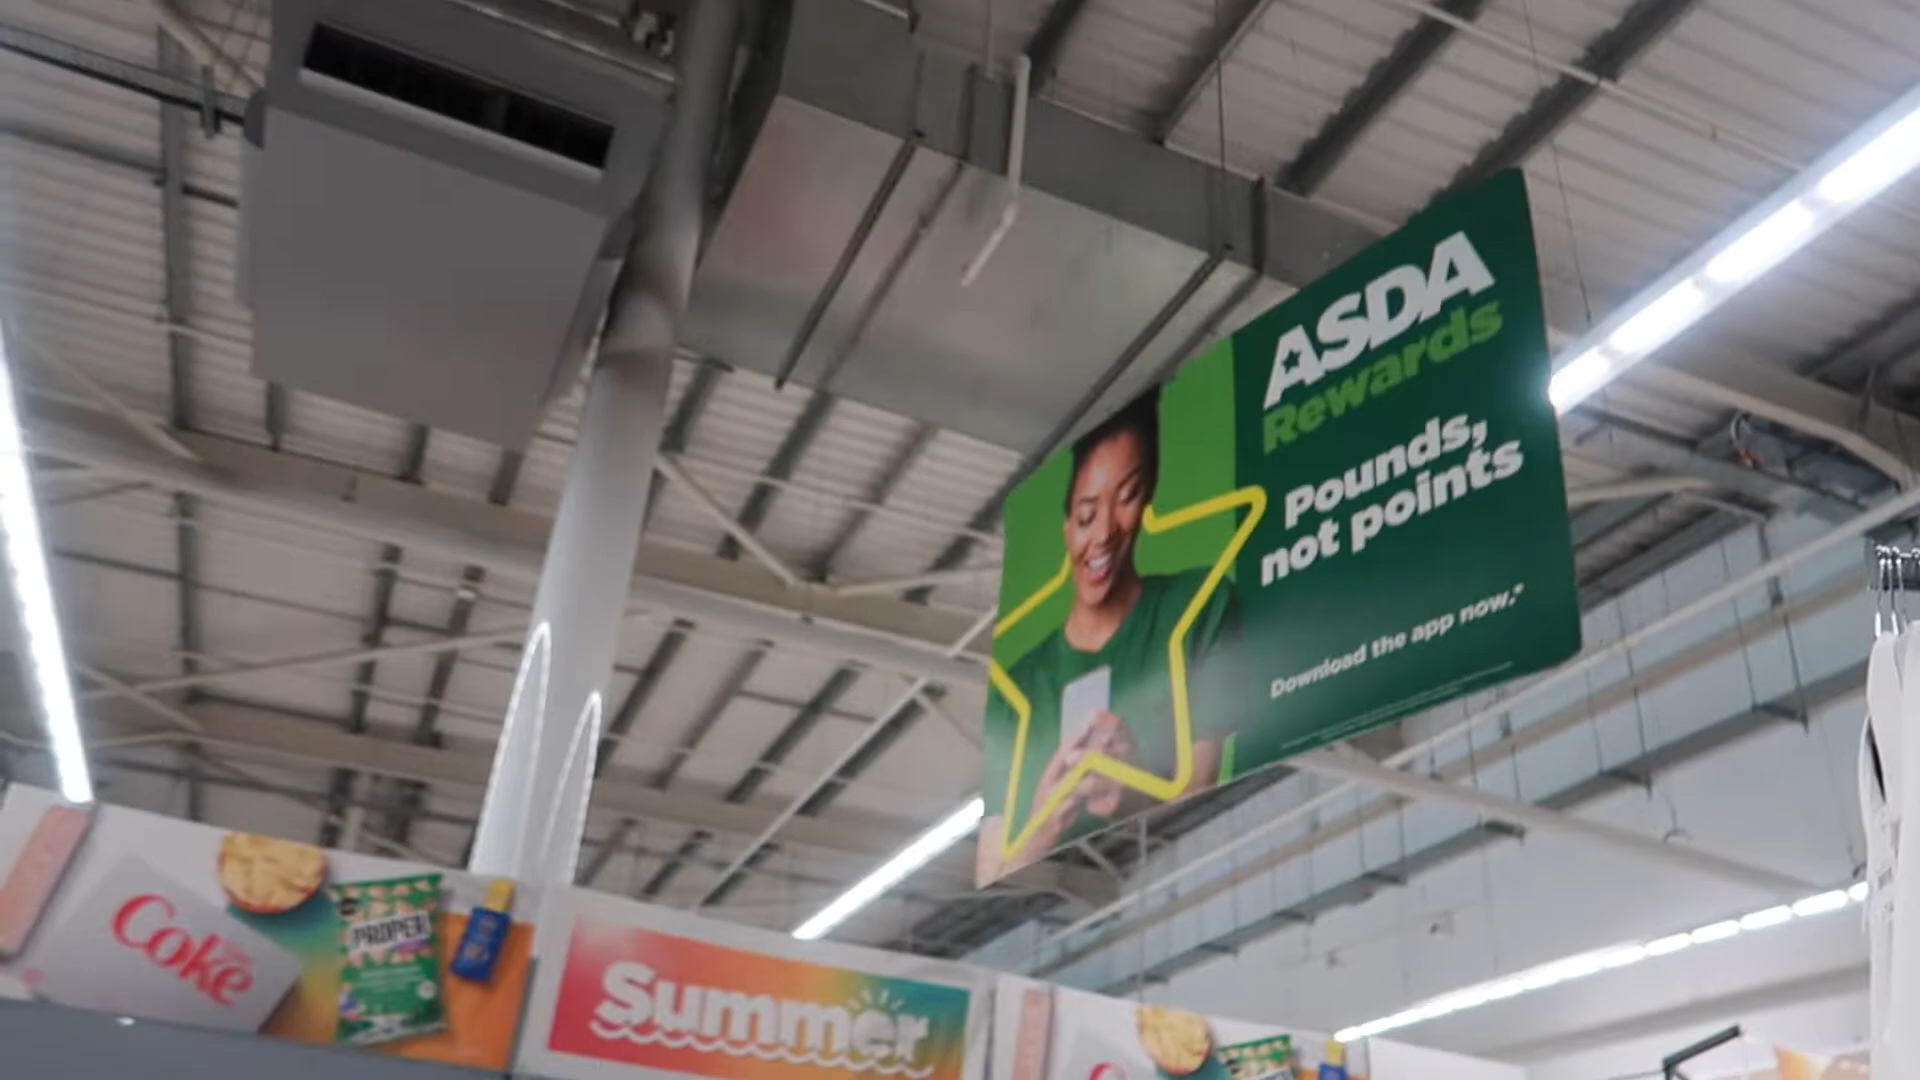 ASDA
Rewards
Pounds,
not points
Download the app now.*
Coke
PROPER
Summer